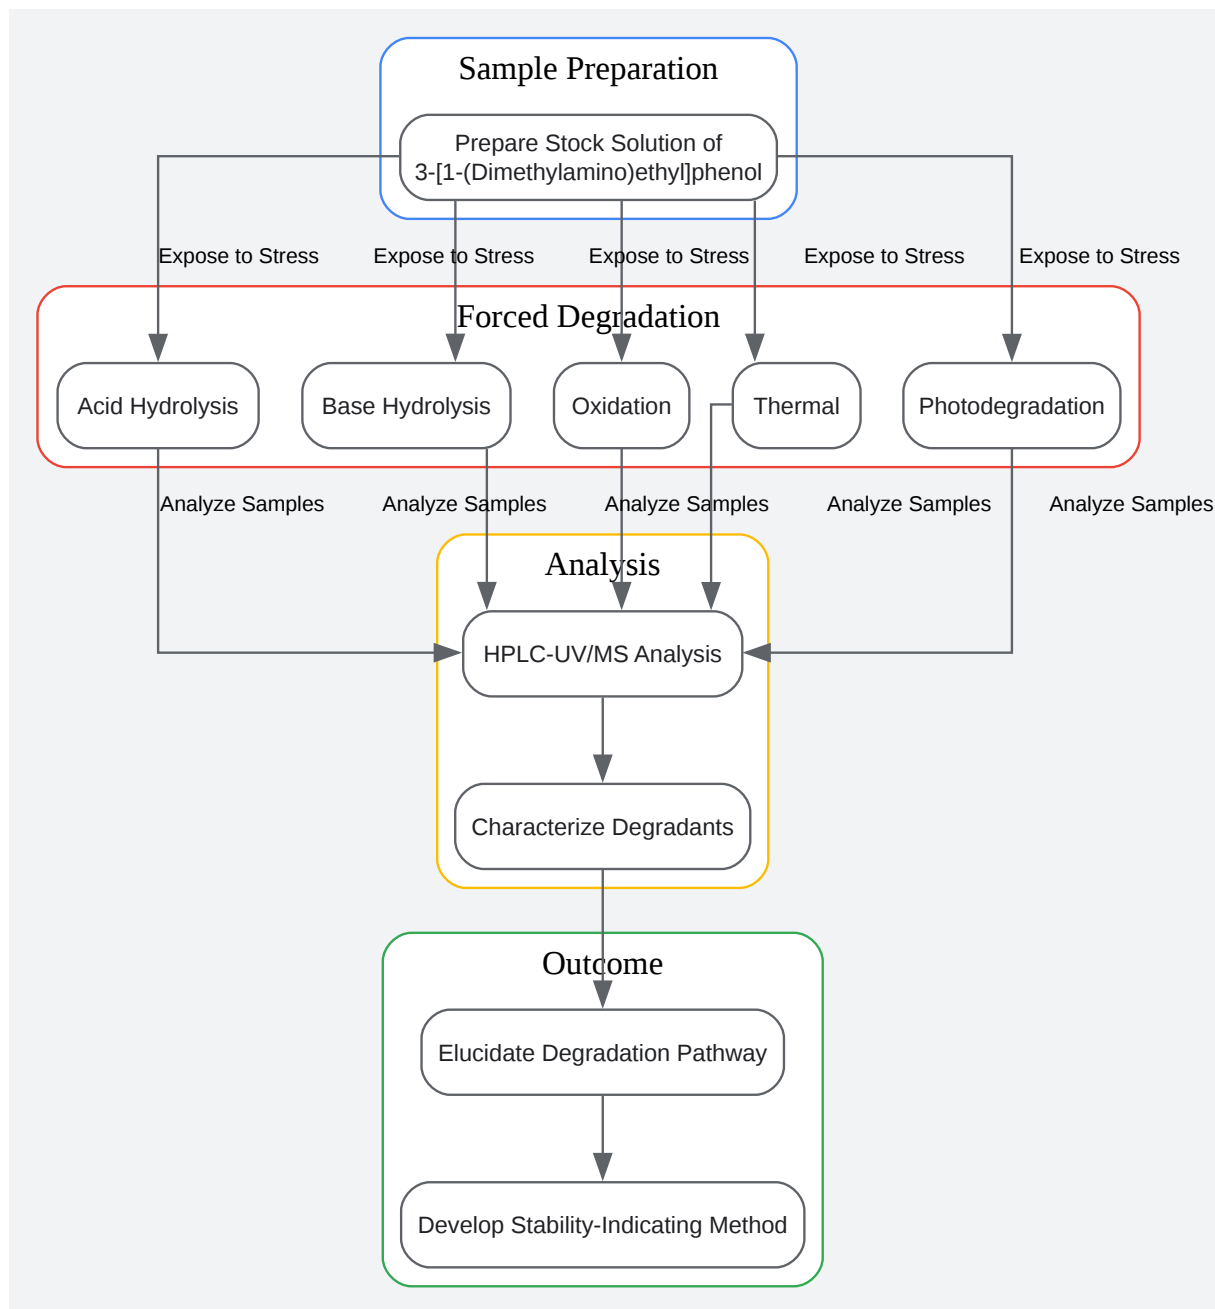 Sample Preparation
Prepare Stock Solution of
3-[1-(Dimethylamino)ethyl]phenol
Expose to Stress
Expose to Stress
Expose to Stress
Expose to Stress
Expose to Stress
Forced Degradation
Acid Hydrolysis
Base Hydrolysis
Oxidation
Thermal
Photodegradation
Analyze Samples
Analyze Samples
Analyze Samples
Analyze Samples
Analyze Samples
Analysis
HPLC-UV/MS Analysis
Characterize Degradants
Outcome
Elucidate Degradation Pathway
Develop Stability-Indicating Method